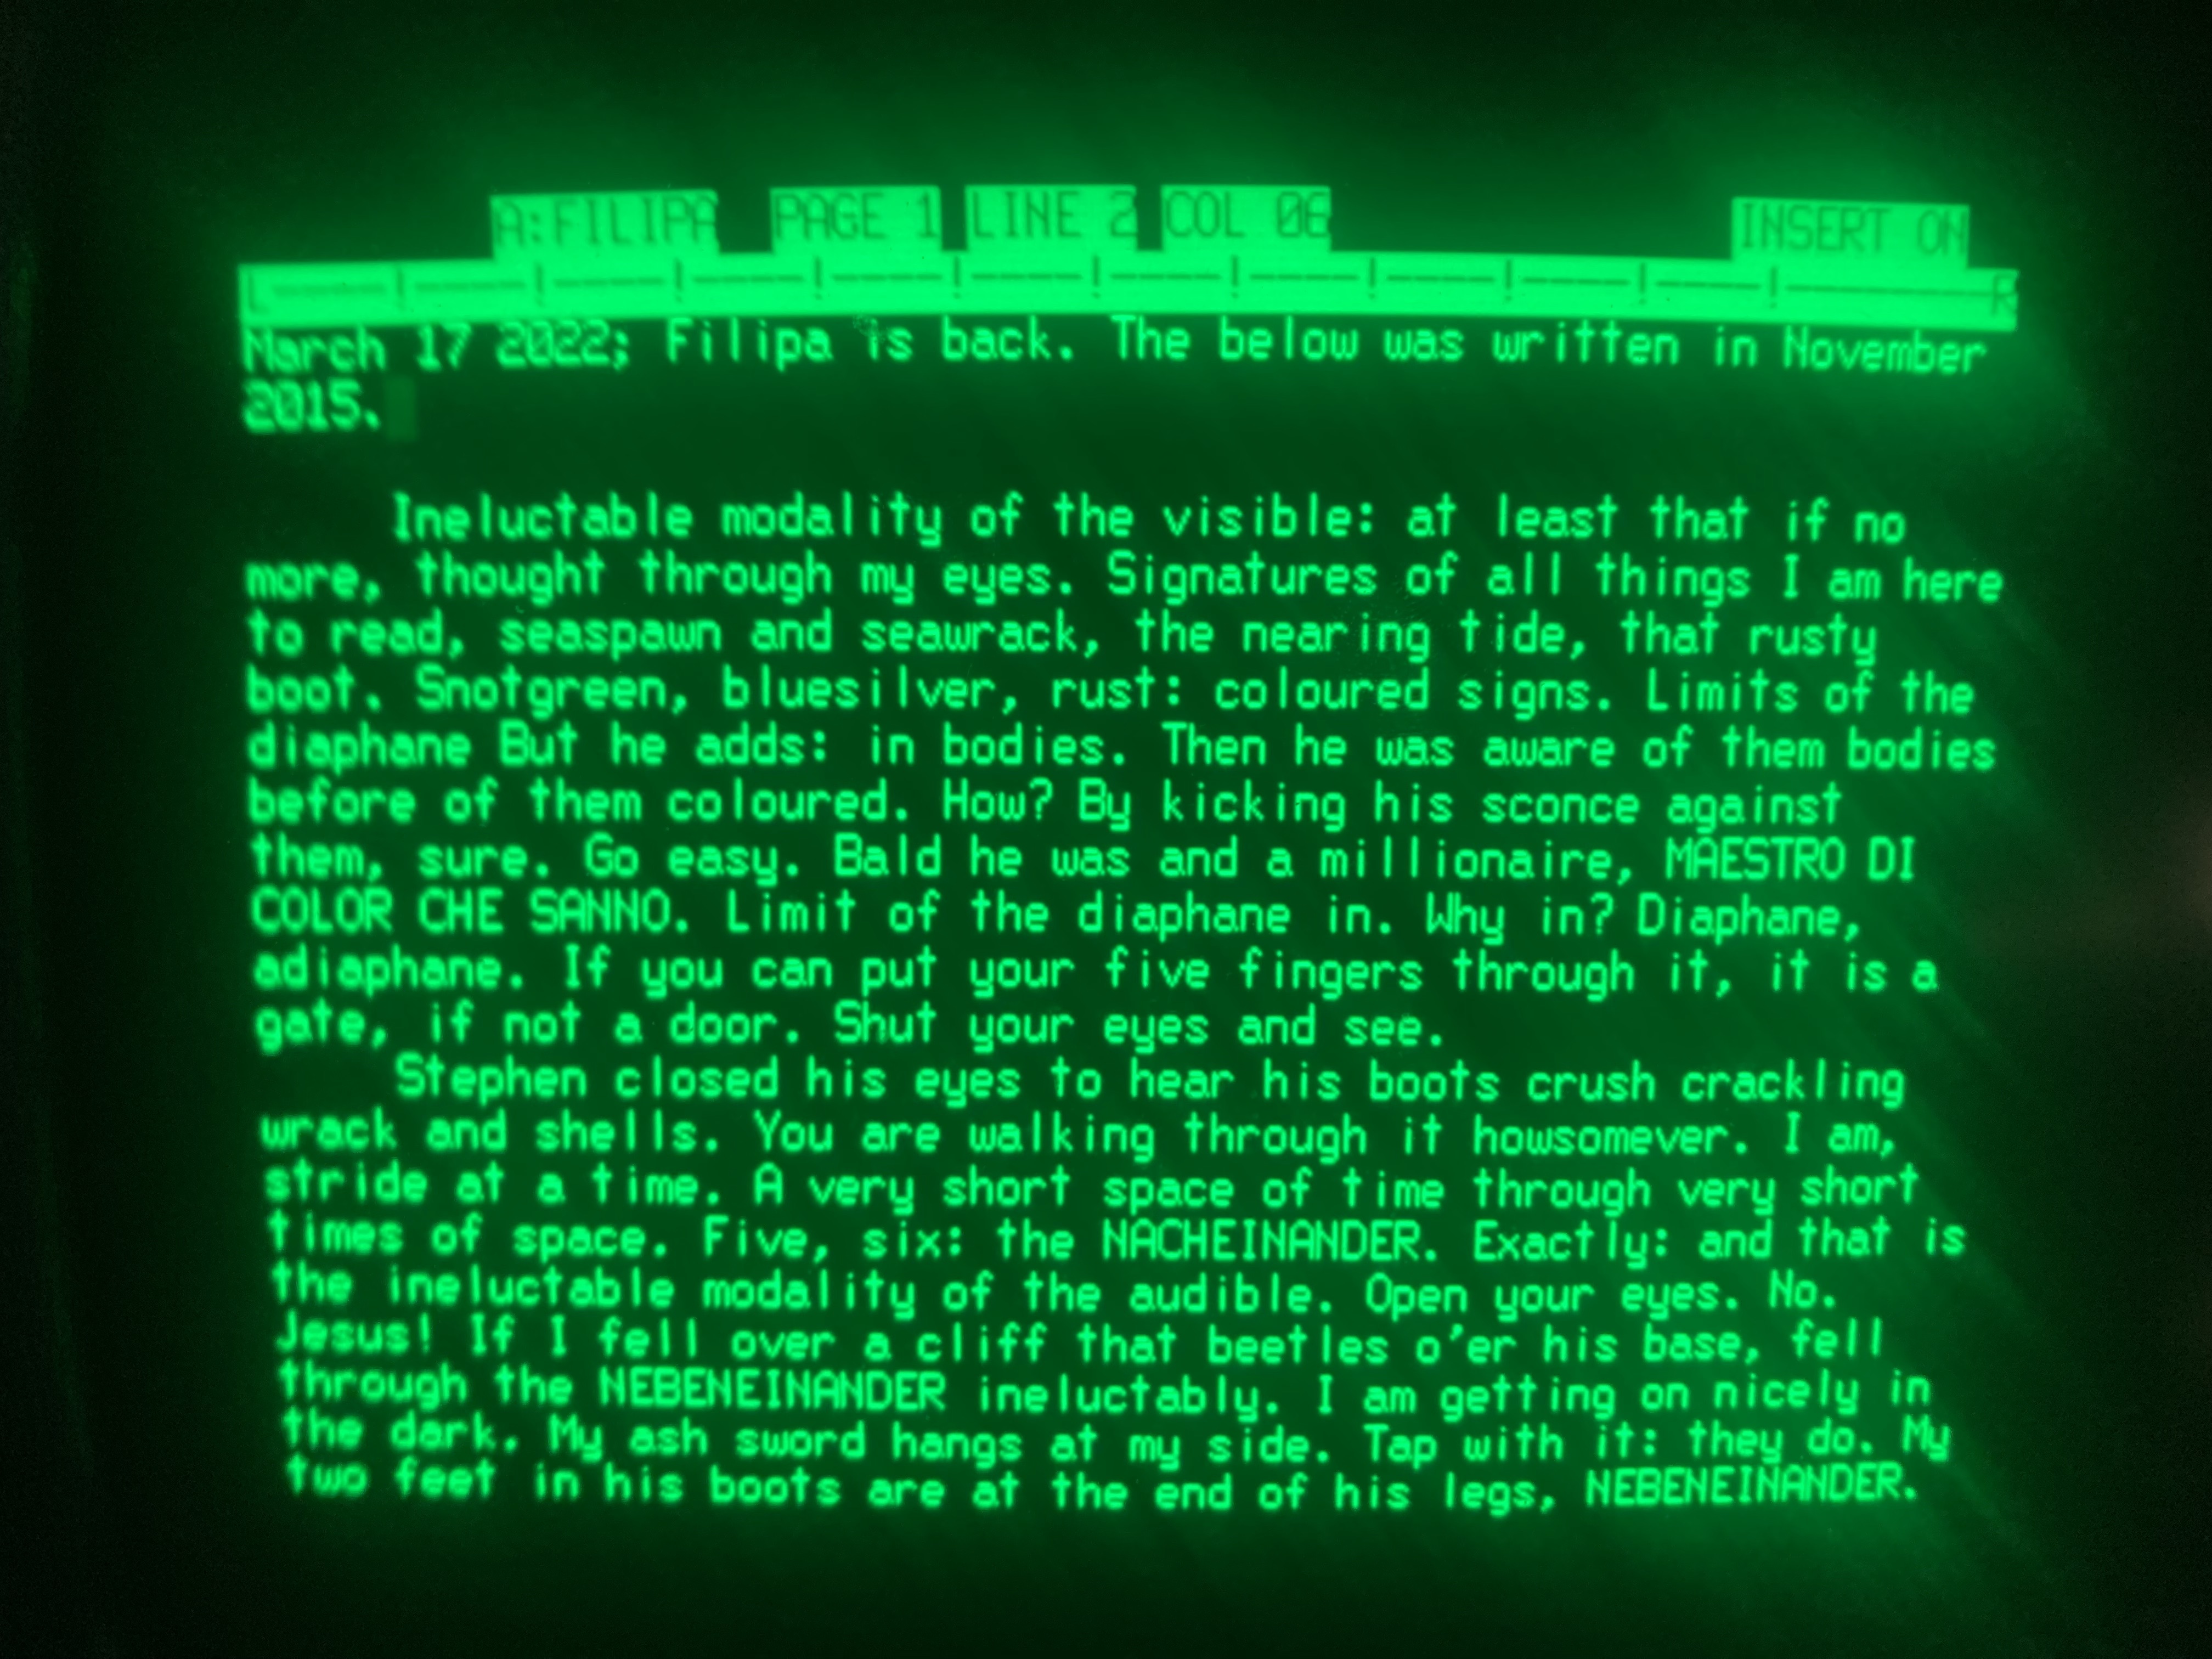 A:FILIPA PAGE 1 LINE 2 COL 06 INSERT ON
L-----!-----!-----!-----!-----!-----!-----!-----!-----!-----!-----!--------R
March 17 2022; Filipa is back. The below was written in November
2015.
Ineluctable modality of the visible: at least that if no
more, thought through my eyes. Signatures of all things I am here
to read, seaspawn and seawrack, the nearing tide, that rusty
boot. Snotgreen, bluesilver, rust: coloured signs. Limits of the
diaphane But he adds: in bodies. Then he was aware of them bodies
before of them coloured. How? By kicking his sconce against
them, sure. Go easy. Bald he was and a millionaire, MAESTRO DI
COLOR CHE SANNO. Limit of the diaphane in. Why in? Diaphane,
adiaphane. If you can put your five fingers through it, it is a
gate, if not a door. Shut your eyes and see.
Stephen closed his eyes to hear his boots crush crackling
wrack and shells. You are walking through it howsomever. I am,
stride at a time. A very short space of time through very short
times of space. Five, six: the NACHEINANDER. Exactly: and that is
the ineluctable modality of the audible. Open your eyes. No.
Jesus! If I fell over a cliff that beetles o'er his base, fell
through the NEBENEINANDER ineluctably. I am getting on nicely in
the dark. My ash sword hangs at my side. Tap with it: they do. My
two feet in his boots are at the end of his legs, NEBENEINANDER.